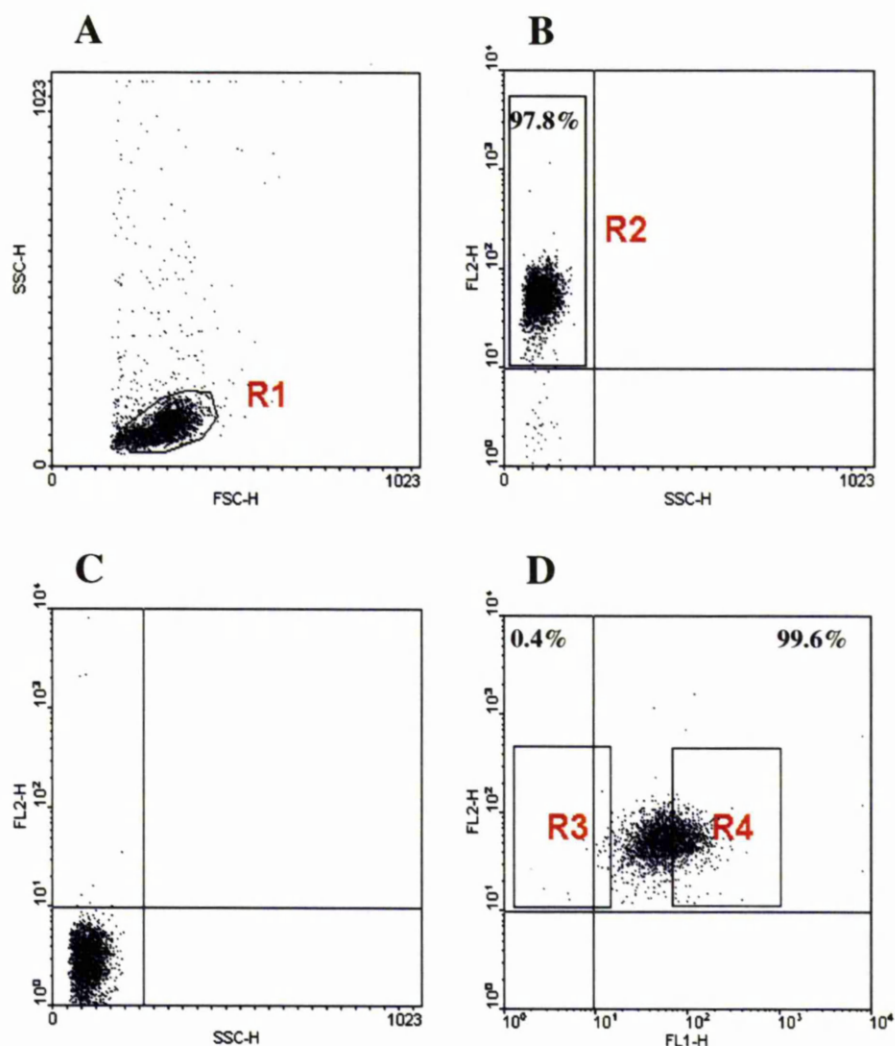 A
1023
SSC-H
R1
0
0
FSC-H
1023
B
10⁴
97.8%
10³
R2
FL2-H
10²
10¹
10⁰
0
SSC-H
1023
C
10⁴
10³
FL2-H
10²
10¹
10⁰
0
SSC-H
1023
D
10⁴
0.4%
99.6%
10³
FL2-H
10²
R3
R4
10¹
10⁰
10⁰
10¹
10²
10³
10⁴
FL1-H